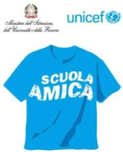 unicef
Ministero dell'Istruzione,
dell'Università e della Ricerca
SCUOLA
AMICA